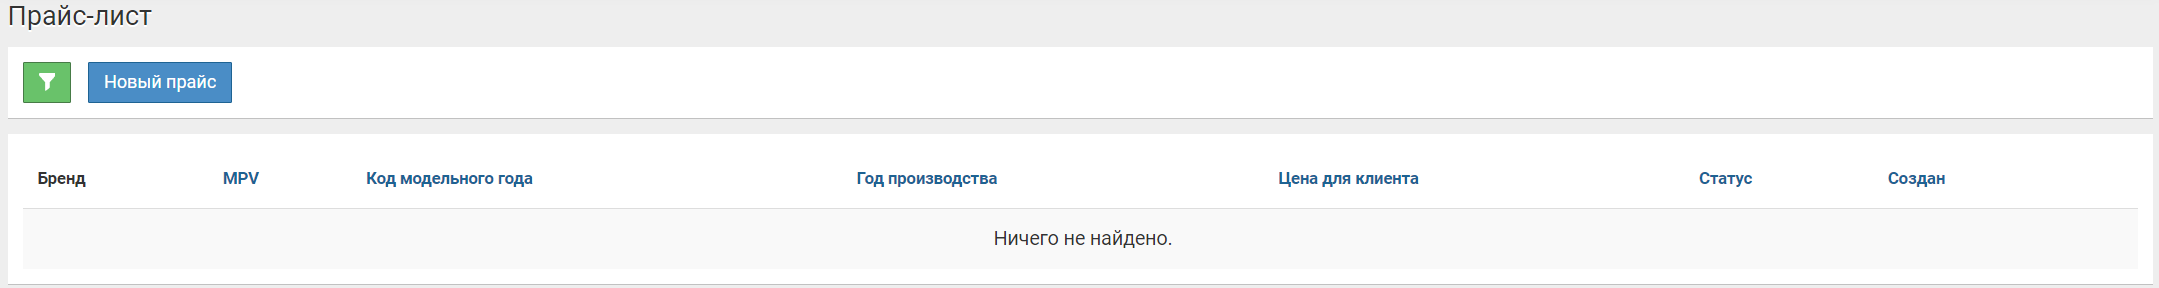 Прайс-лист
Новый прайс
Бренд MPV Код модельного года Год производства Цена для клиента Статус Создан
Ничего не найдено.